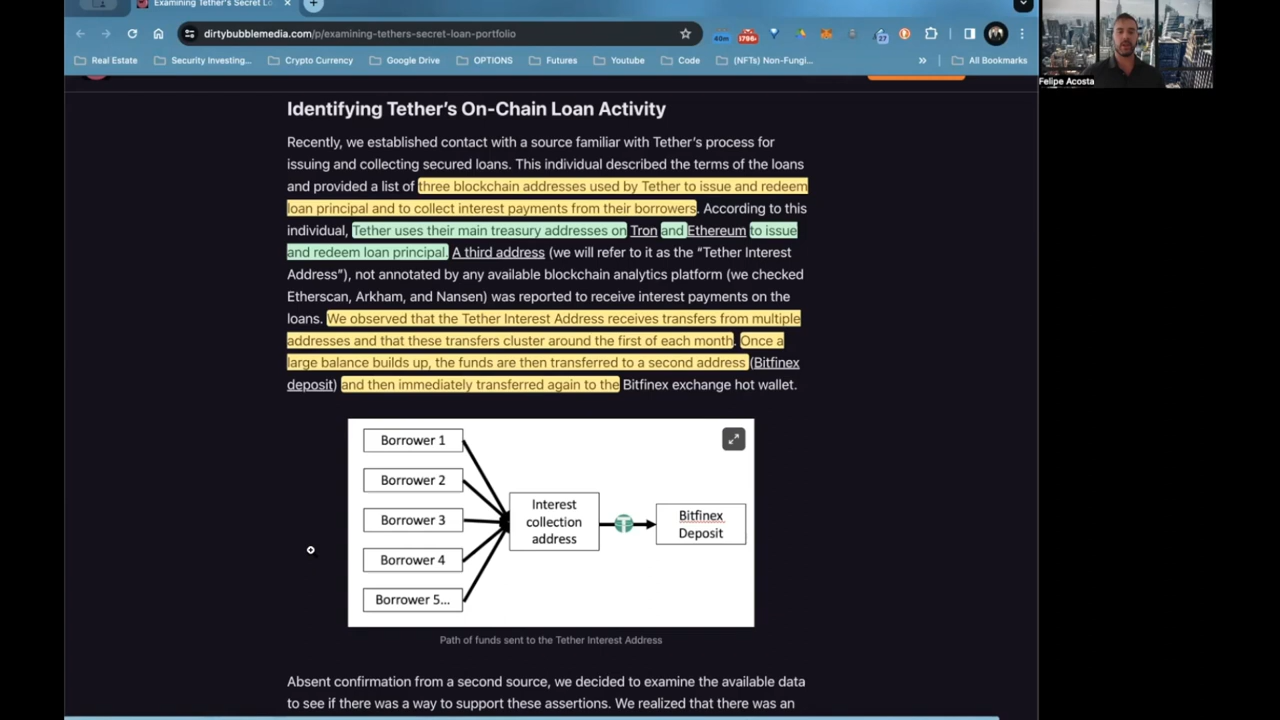 Examining Tether's Secret Lo
dirtybubblemedia.com/p/examining-tethers-secret-loan-portfolio
40m
1796
27
Real Estate
Security Investing...
Crypto Currency
Google Drive
OPTIONS
Futures
Youtube
Code
(NFTs) Non-Fungi...
»
All Bookmarks
Felipe Acosta
Identifying Tether's On-Chain Loan Activity
Recently, we established contact with a source familiar with Tether's process for
issuing and collecting secured loans. This individual described the terms of the loans
and provided a list of three blockchain addresses used by Tether to issue and redeem
loan principal and to collect interest payments from their borrowers. According to this
individual, Tether uses their main treasury addresses on Tron and Ethereum to issue
and redeem loan principal. A third address (we will refer to it as the "Tether Interest
Address"), not annotated by any available blockchain analytics platform (we checked
Etherscan, Arkham, and Nansen) was reported to receive interest payments on the
loans. We observed that the Tether Interest Address receives transfers from multiple
addresses and that these transfers cluster around the first of each month. Once a
large balance builds up, the funds are then transferred to a second address (Bitfinex
deposit) and then immediately transferred again to the Bitfinex exchange hot wallet.
Borrower 1
Borrower 2
Borrower 3
Borrower 4
Borrower 5...
Interest
collection
address
Bitfinex
Deposit
Path of funds sent to the Tether Interest Address
Absent confirmation from a second source, we decided to examine the available data
to see if there was a way to support these assertions. We realized that there was an